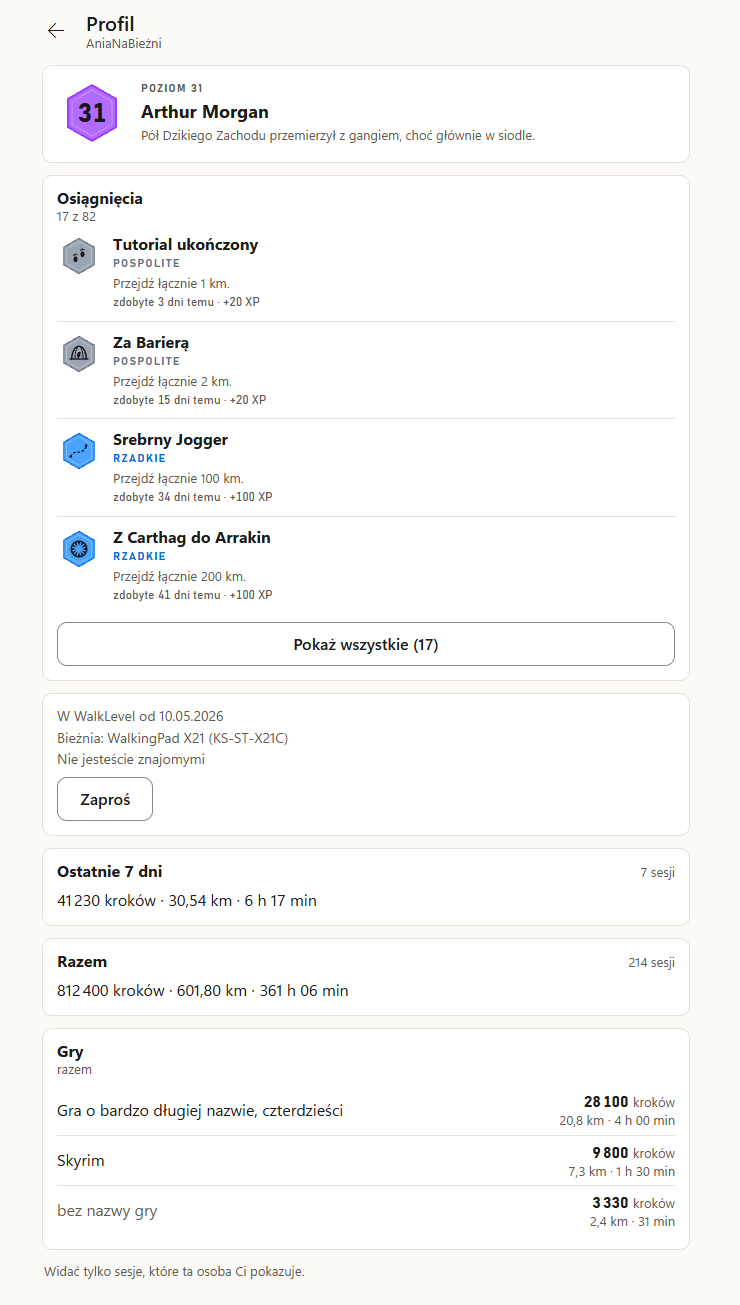 Profil
AniaNaBieżni
31
POZIOM 31
Arthur Morgan
Pół Dzikiego Zachodu przemierzył z gangiem, choć głównie w siodle.
Osiągnięcia
17 z 82
Tutorial ukończony
POSPOLITE
Przejdź łącznie 1 km.
zdobyte 3 dni temu · +20 XP
Za Barierą
POSPOLITE
Przejdź łącznie 2 km.
zdobyte 15 dni temu · +20 XP
Srebrny Jogger
RZADKIE
Przejdź łącznie 100 km.
zdobyte 34 dni temu · +100 XP
Z Carthag do Arrakin
RZADKIE
Przejdź łącznie 200 km.
zdobyte 41 dni temu · +100 XP
Pokaż wszystkie (17)
W WalkLevel od 10.05.2026
Bieżnia: WalkingPad X21 (KS-ST-X21C)
Nie jesteście znajomymi
Zaproś
Ostatnie 7 dni 7 sesji
41 230 kroków · 30,54 km · 6 h 17 min
Razem 214 sesji
812 400 kroków · 601,80 km · 361 h 06 min
Gry
razem
Gra o bardzo długiej nazwie, czterdzieści 28 100 kroków
20,8 km · 4 h 00 min
Skyrim 9 800 kroków
7,3 km · 1 h 30 min
bez nazwy gry 3 330 kroków
2,4 km · 31 min
Widać tylko sesje, które ta osoba Ci pokazuje.